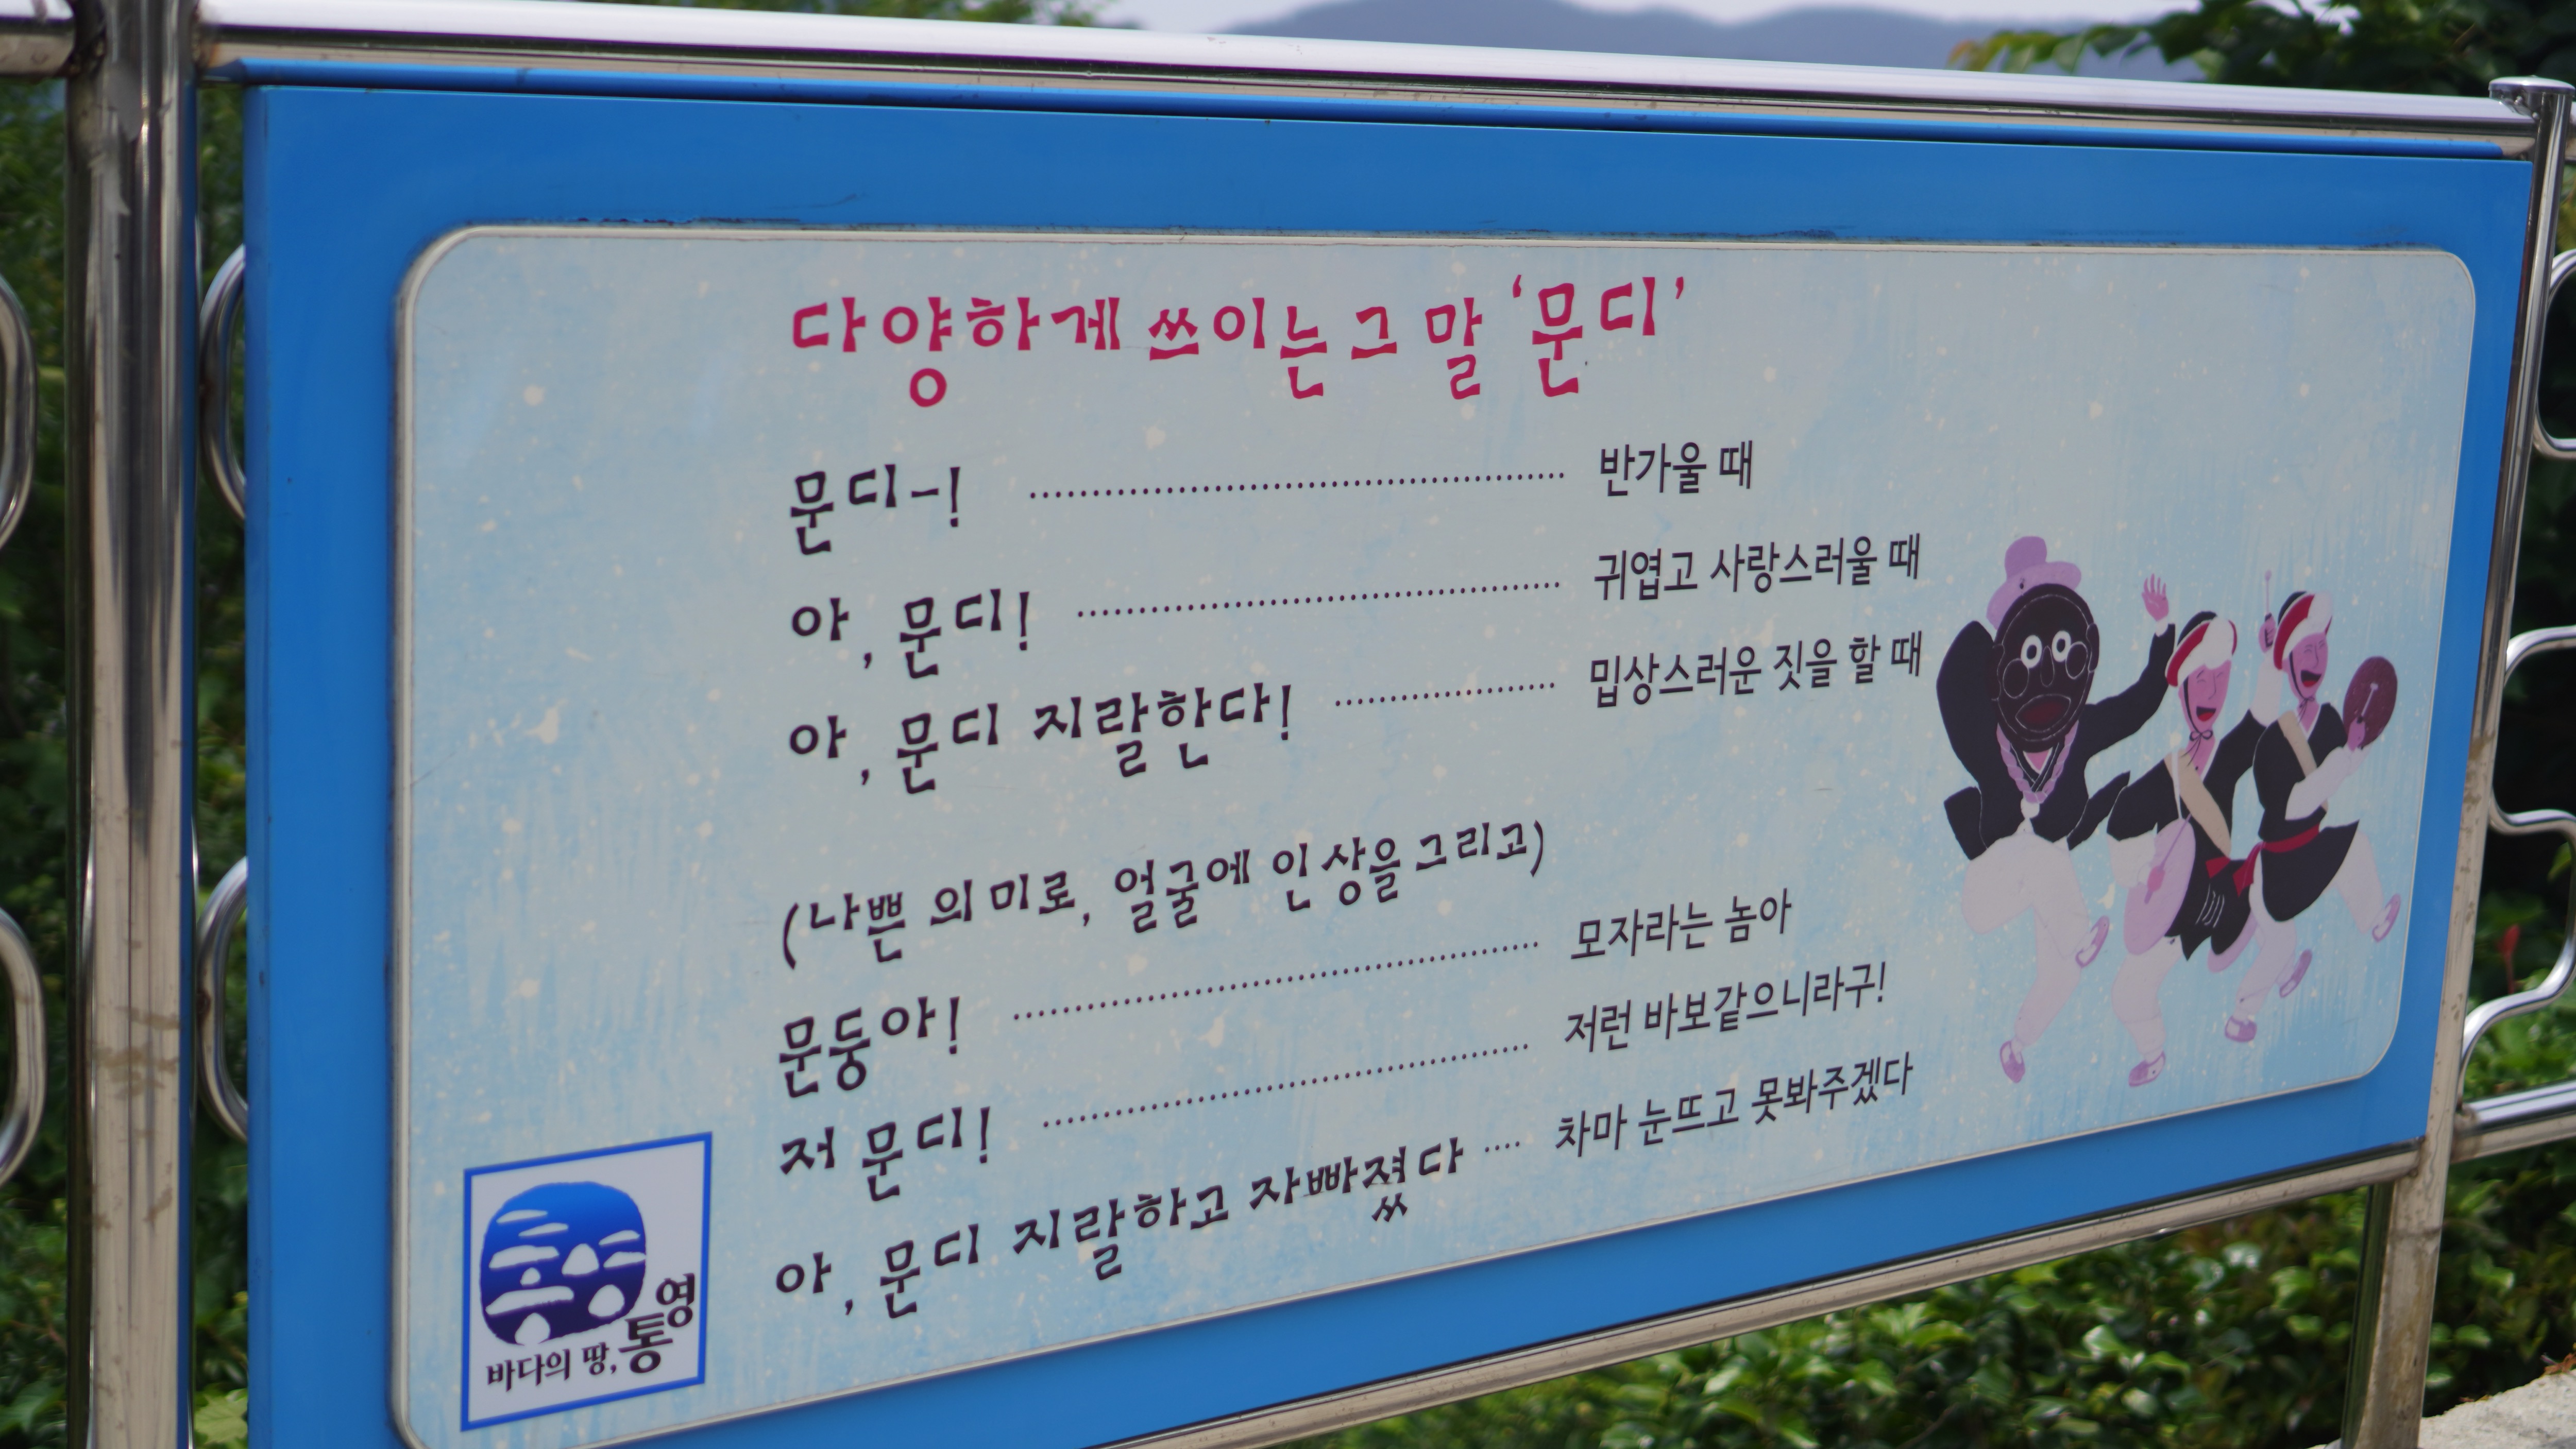 다양하게 쓰이는 그 말 ‘문디’
문디-! ........................ 반가울 때
아, 문디! ........................ 귀엽고 사랑스러울 때
아, 문디 지랄한다! ........................ 밉상스러운 짓을 할 때
(나쁜 의미로, 얼굴에 인상을 그리고)
문둥아! ........................ 모자라는 놈아
저 문디! ........................ 저런 바보같으니라구!
아, 문디 지랄하고 자빠졌다 .... 차마 눈뜨고 못봐주겠다
바다의 땅, 통영